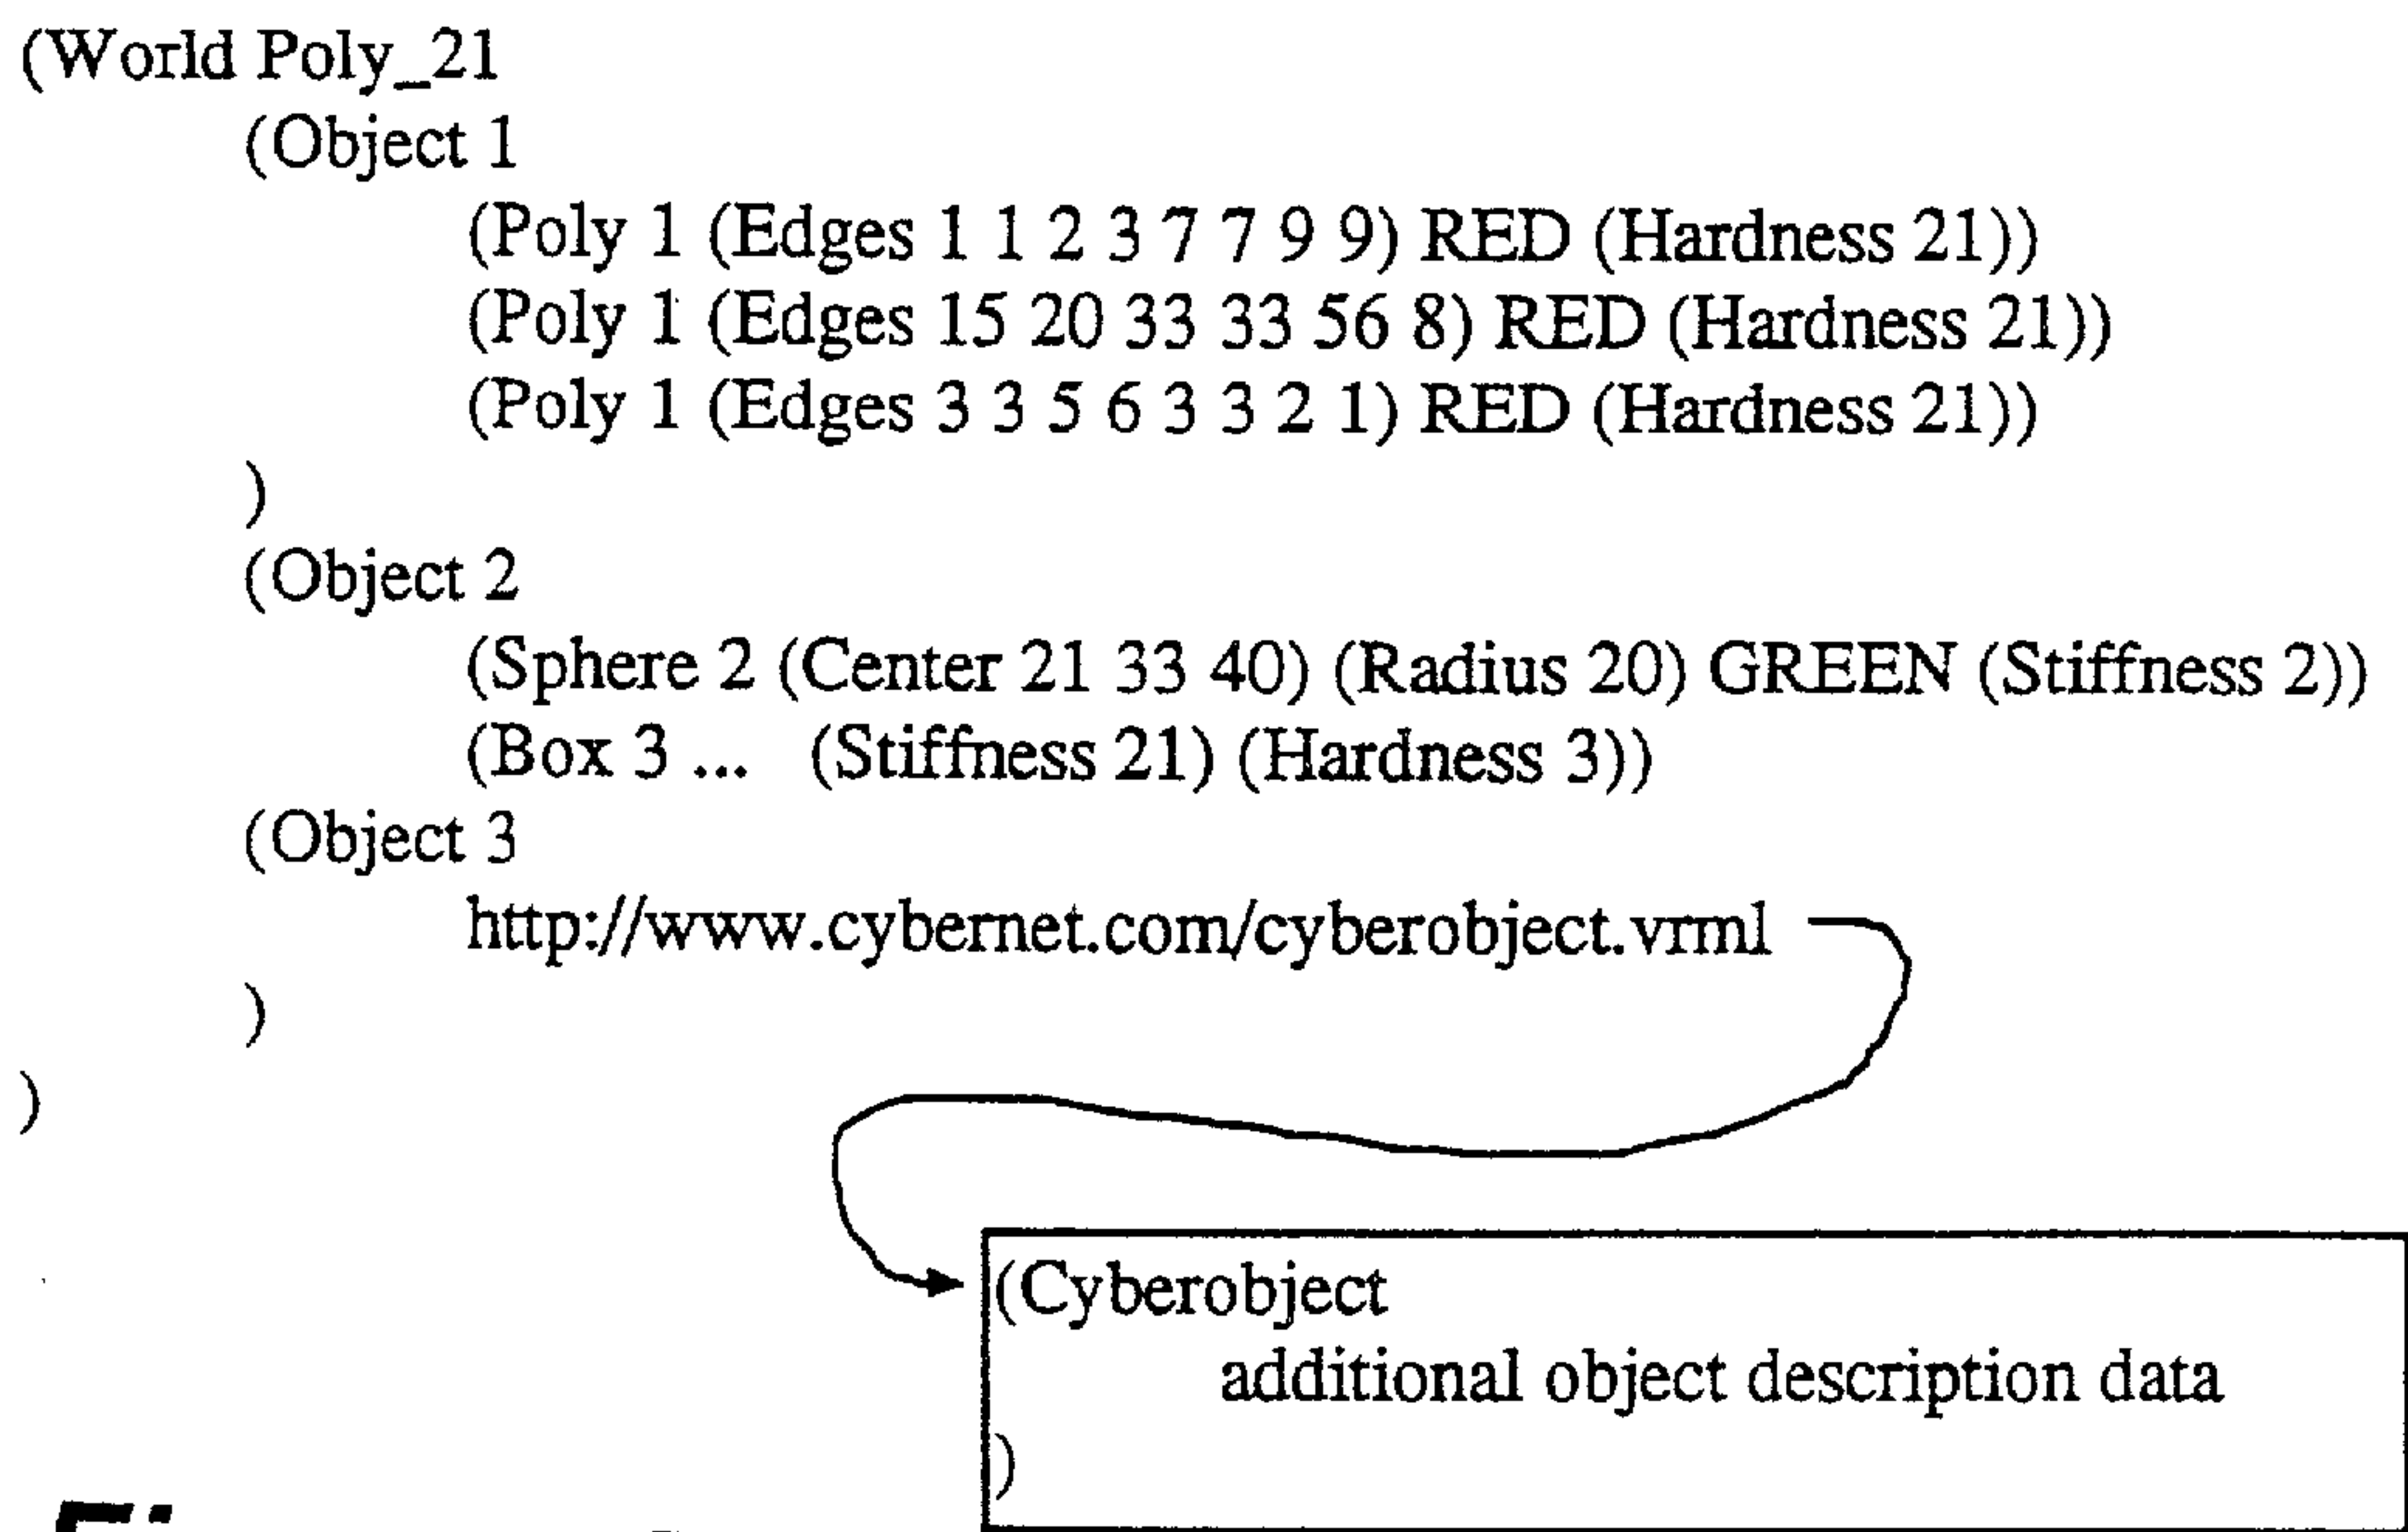 (World Poly_21
(Object 1
(Poly 1 (Edges 1 1 2 3 7 7 9 9) RED (Hardness 21))
(Poly 1 (Edges 15 20 33 33 56 8) RED (Hardness 21))
(Poly 1 (Edges 3 3 5 6 3 3 2 1) RED (Hardness 21))
)
(Object 2
(Sphere 2 (Center 21 33 40) (Radius 20) GREEN (Stiffness 2))
(Box 3 ... (Stiffness 21) (Hardness 3))
(Object 3
http://www.cybernet.com/cyberobject.vrml
)
)
(Cyberobject
additional object description data
)